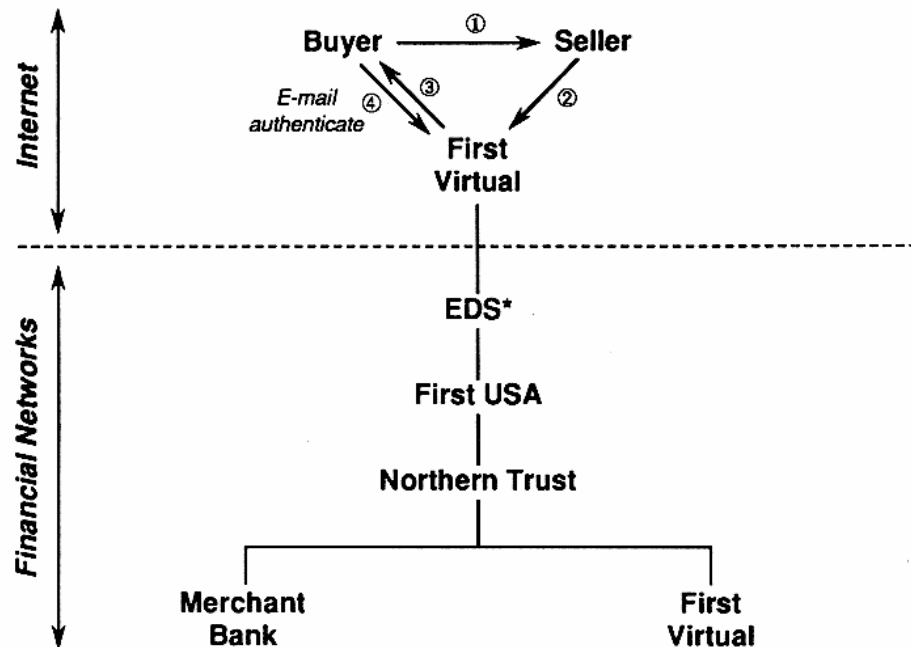 Internet
Buyer
①
Seller
③
②
④
E-mail
authenticate
First
Virtual
Financial Networks
EDS*
First USA
Northern Trust
Merchant
Bank
First
Virtual